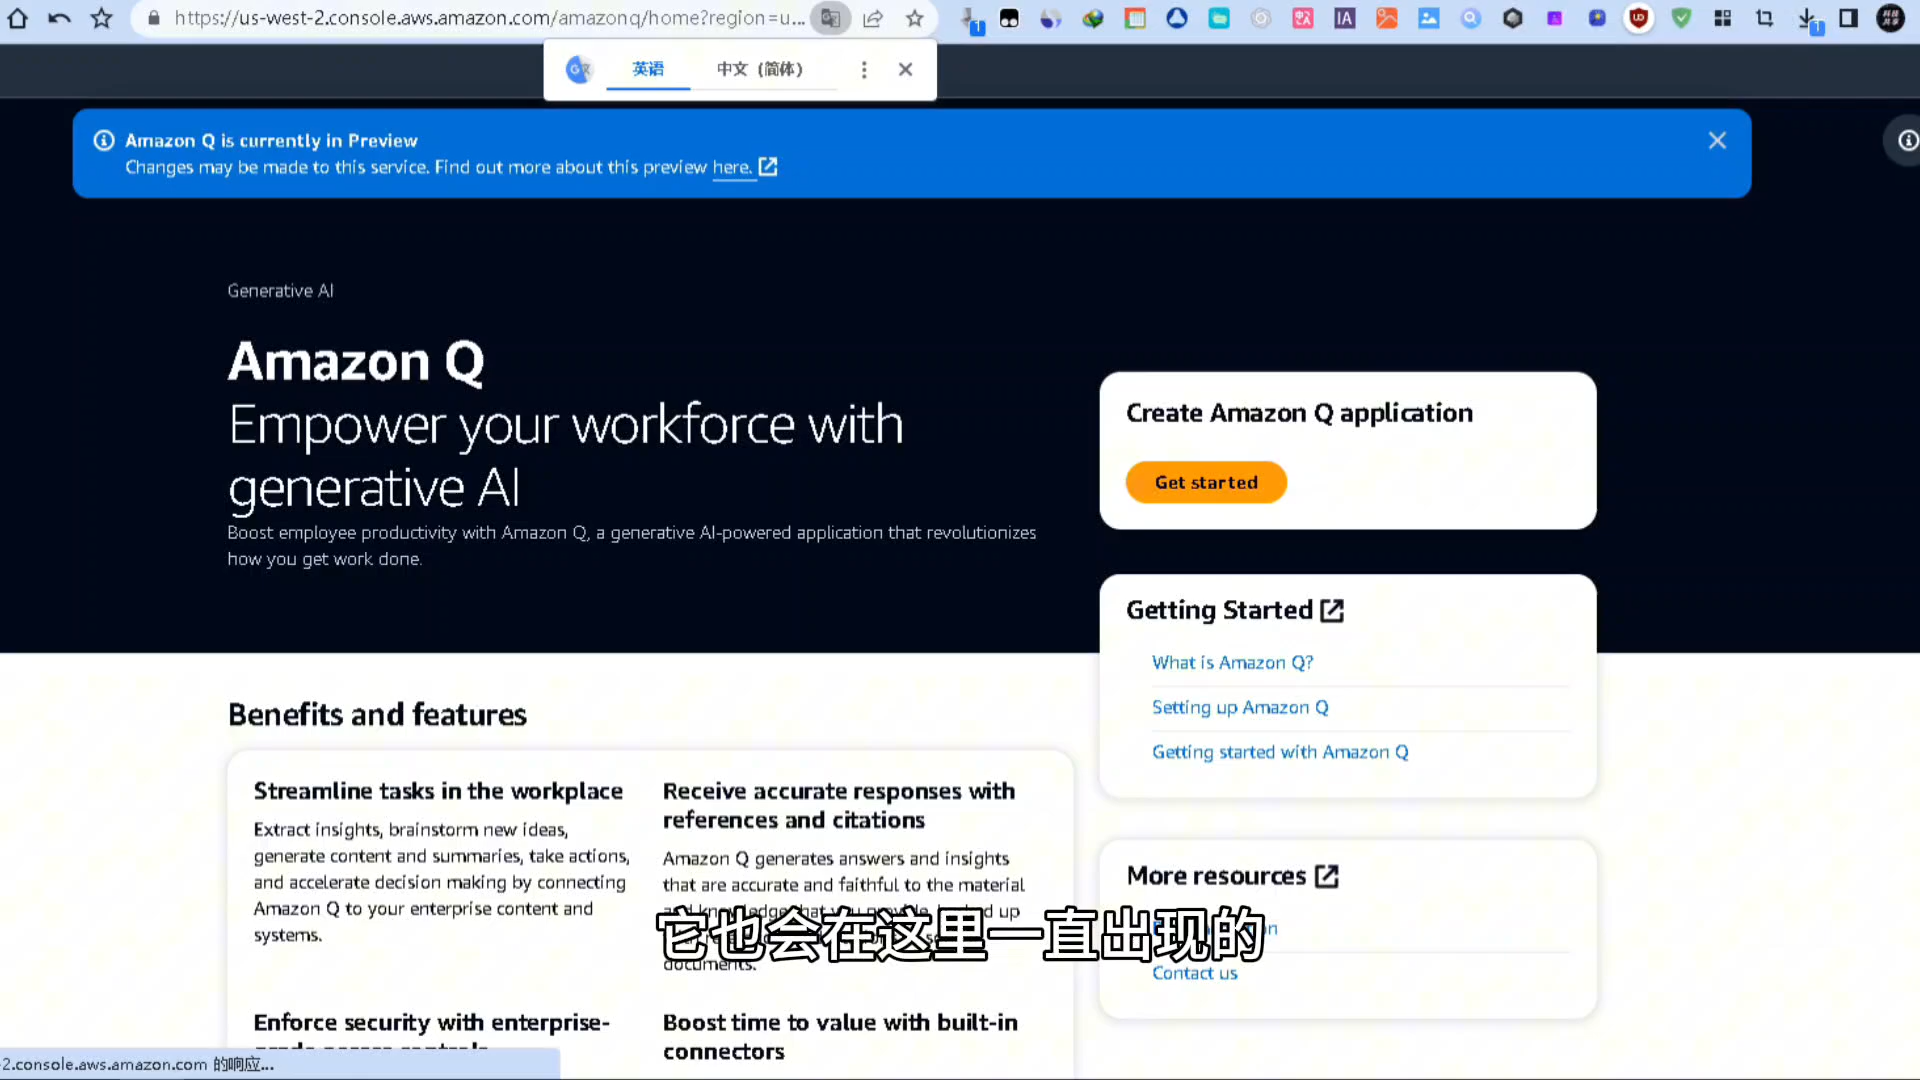 https://us-west-2.console.aws.amazon.com/amazonq/home?region=u...
英语
中文（简体）
Amazon Q is currently in Preview
Changes may be made to this service. Find out more about this preview here.
Generative AI
Amazon Q
Empower your workforce with
generative AI
Boost employee productivity with Amazon Q, a generative AI-powered application that revolutionizes
how you get work done.
Create Amazon Q application
Get started
Getting Started
What is Amazon Q?
Setting up Amazon Q
Getting started with Amazon Q
Benefits and features
Streamline tasks in the workplace
Extract insights, brainstorm new ideas,
generate content and summaries, take actions,
and accelerate decision making by connecting
Amazon Q to your enterprise content and
systems.
Receive accurate responses with
references and citations
Amazon Q generates answers and insights
that are accurate and faithful to the material
documents.
More resources
Contact us
它也会在这里一直出现的
Enforce security with enterprise-
Boost time to value with built-in
connectors
2.console.aws.amazon.com 的响应...